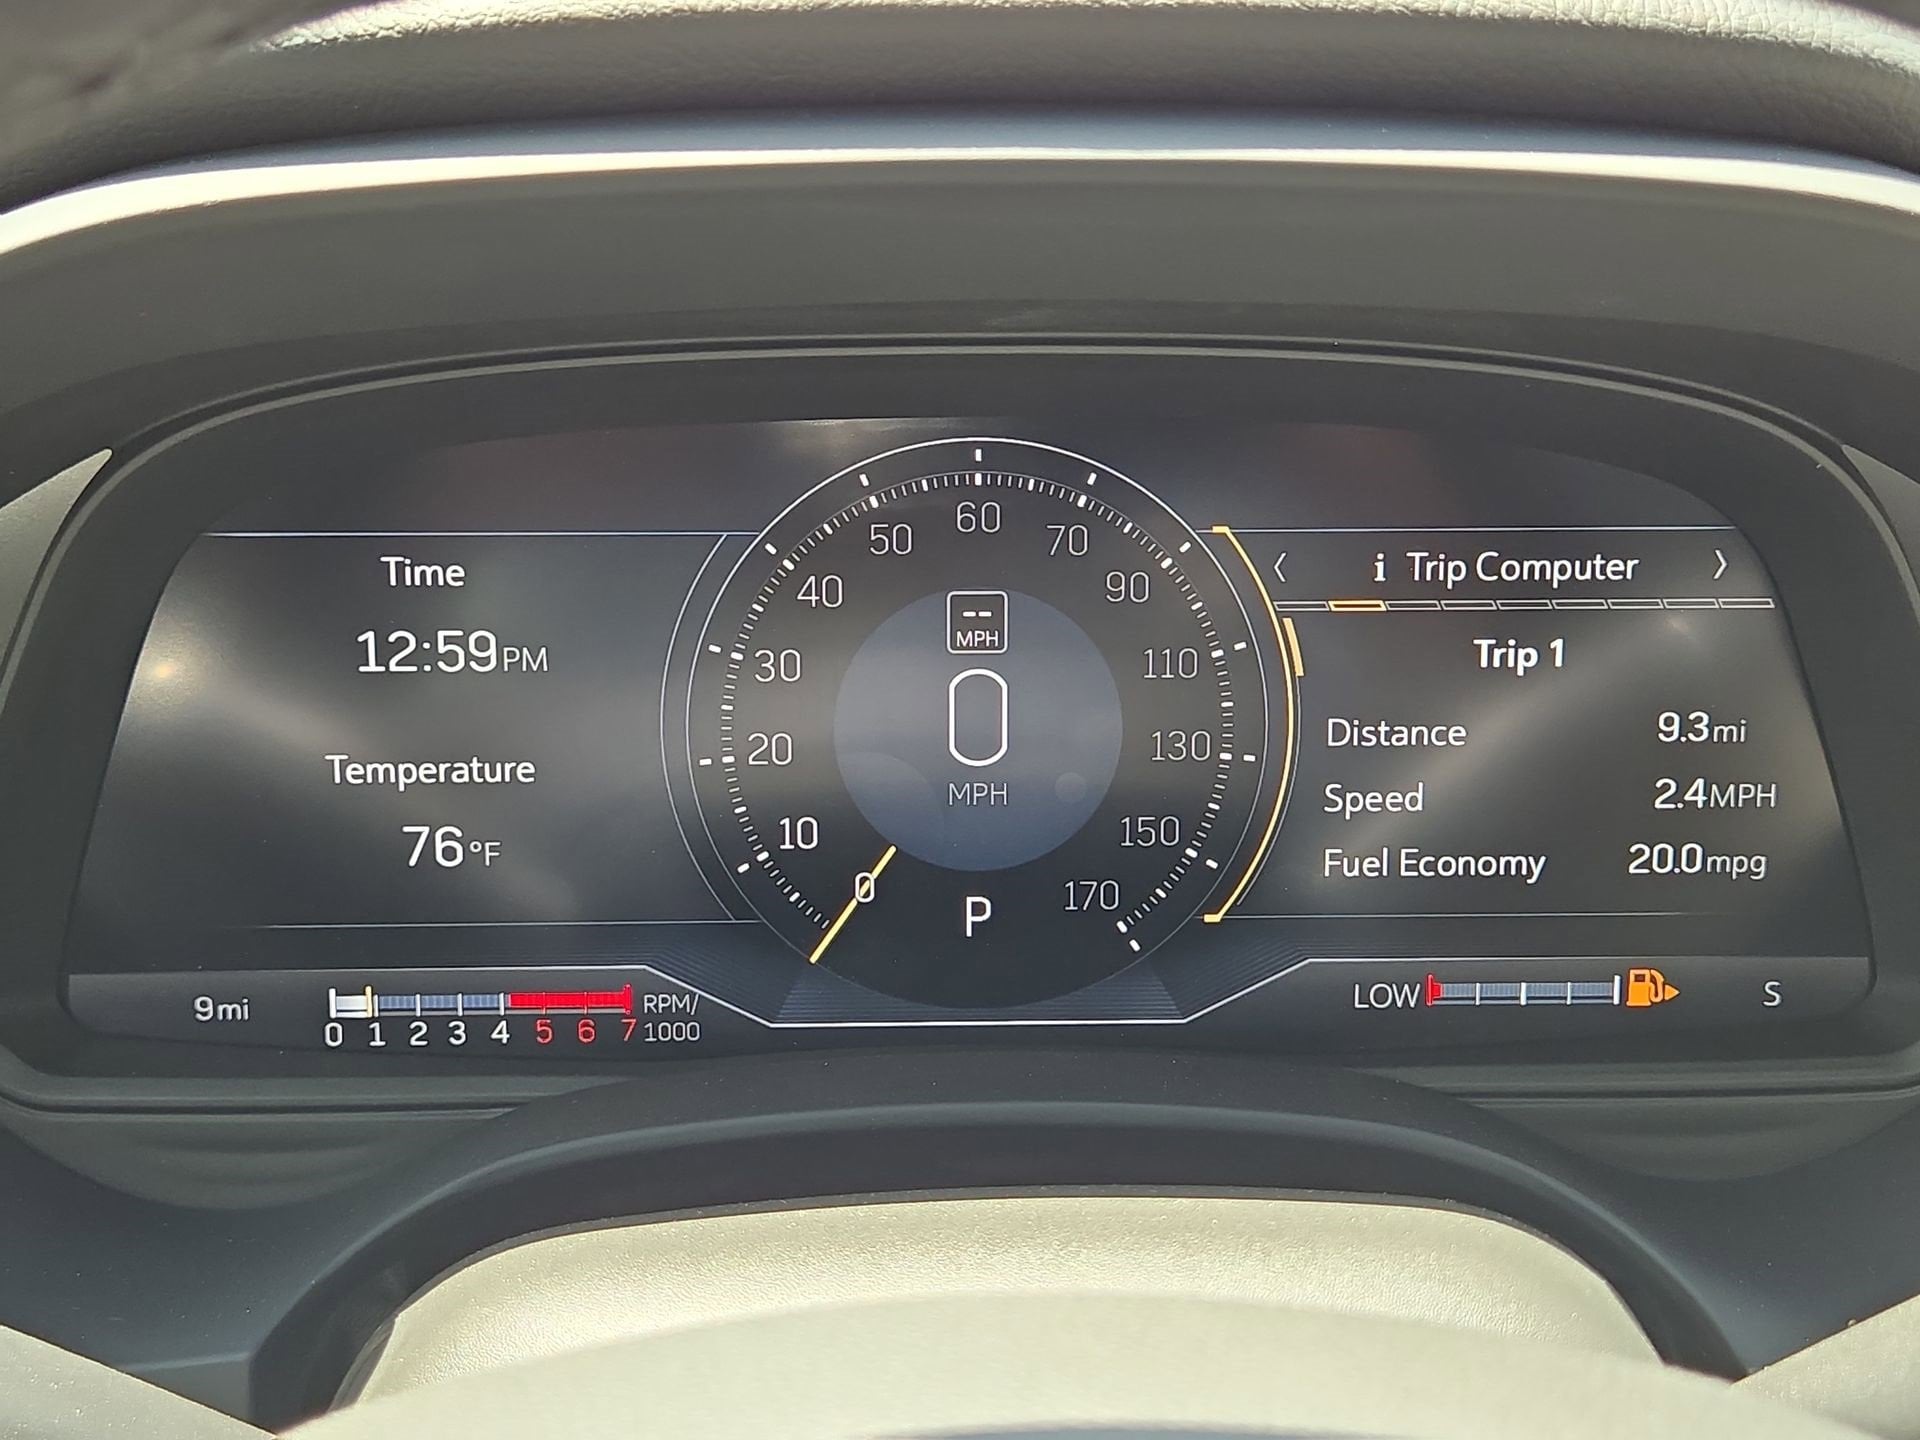 Time
12:59PM
Temperature
76°F
10
20
30
40
50
60
70
90
110
130
150
170
0
--
MPH
0
MPH
P
‹ i Trip Computer ›
Trip 1
Distance 9.3mi
Speed 2.4MPH
Fuel Economy 20.0mpg
9mi
0 1 2 3 4 5 6 7
RPM/
1000
LOW
S